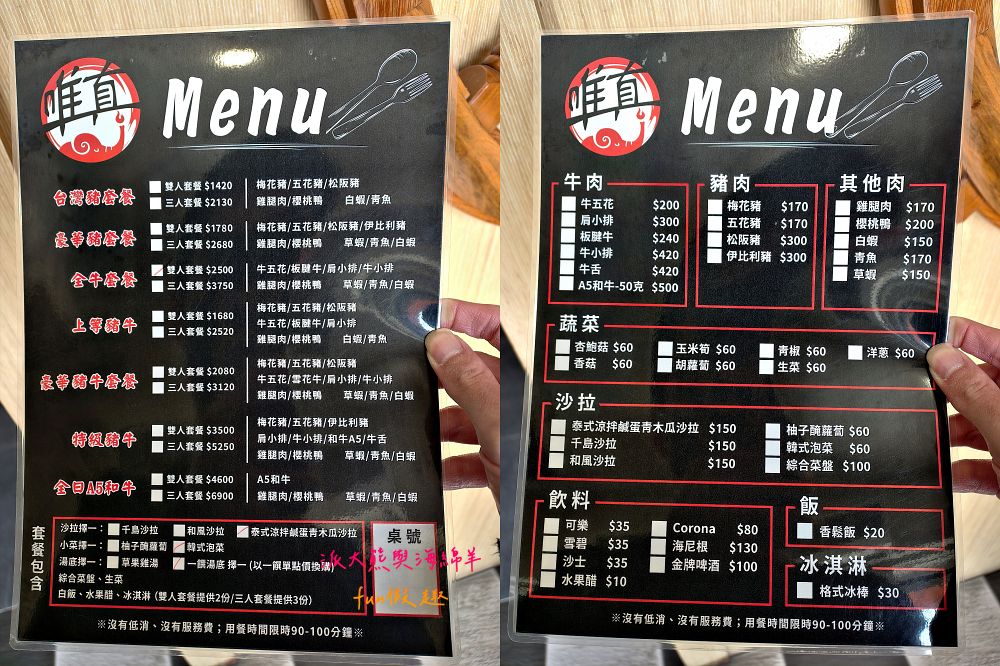 唯真
Menu
台灣豬套餐
雙人套餐 $1420 梅花豬/五花豬/松阪豬
三人套餐 $2130 雞腿肉/櫻桃鴨 白蝦/青魚
豪華豬套餐
雙人套餐 $1780 梅花豬/五花豬/松阪豬/伊比利豬
三人套餐 $2680 雞腿肉/櫻桃鴨 草蝦/青魚/白蝦
全牛套餐
雙人套餐 $2500 牛五花/板腱牛/肩小排/牛小排
三人套餐 $3750 雞腿肉/櫻桃鴨 草蝦/青魚/白蝦
上等豬牛
雙人套餐 $1680
三人套餐 $2520
梅花豬/五花豬/松阪豬
牛五花/板腱牛/肩小排
雞腿肉/櫻桃鴨 白蝦/青魚
豪華豬牛套餐
雙人套餐 $2080
三人套餐 $3120
梅花豬/五花豬/松阪豬
牛五花/雪花牛/肩小排/牛小排
雞腿肉/櫻桃鴨 草蝦/青魚/白蝦
特級豬牛
雙人套餐 $3500
三人套餐 $5250
梅花豬/五花豬/伊比利豬
肩小排/牛小排/和牛A5/牛舌
雞腿肉/櫻桃鴨 草蝦/青魚/白蝦
全日A5和牛
雙人套餐 $4600 A5和牛
三人套餐 $6900 雞腿肉/櫻桃鴨 草蝦/青魚/白蝦
套餐包含
沙拉擇一：千島沙拉 和風沙拉 泰式涼拌鹹蛋青木瓜沙拉
小菜擇一：柚子醃蘿蔔 韓式泡菜
湯底擇一：草果雞湯 一鑽湯底 擇一(以一鑽單點價換購)
綜合菜盤、生菜
白飯、水果醋、冰淇淋 (雙人套餐提供2份/三人套餐提供3份)
桌號
派大熊與海綿羊
fun假趣
※沒有低消、沒有服務費；用餐時間限時90-100分鐘※
唯真
Menu
牛肉
牛五花 $200
肩小排 $300
板腱牛 $240
牛小排 $420
牛舌 $420
A5和牛-50克 $500
豬肉
梅花豬 $170
五花豬 $170
松阪豬 $300
伊比利豬 $300
其他肉
雞腿肉 $170
櫻桃鴨 $200
白蝦 $150
青魚 $170
草蝦 $150
蔬菜
杏鮑菇 $60 玉米筍 $60 青椒 $60 洋蔥 $60
香菇 $60 胡蘿蔔 $60 生菜 $60
沙拉
泰式涼拌鹹蛋青木瓜沙拉 $150 柚子醃蘿蔔 $60
千島沙拉 $150 韓式泡菜 $60
和風沙拉 $150 綜合菜盤 $100
飲料
可樂 $35 Corona $80
雪碧 $35 海尼根 $130
沙士 $35 金牌啤酒 $100
水果醋 $10
飯
香鬆飯 $20
冰淇淋
格式冰棒 $30
※沒有低消、沒有服務費；用餐時間限時90-100分鐘※